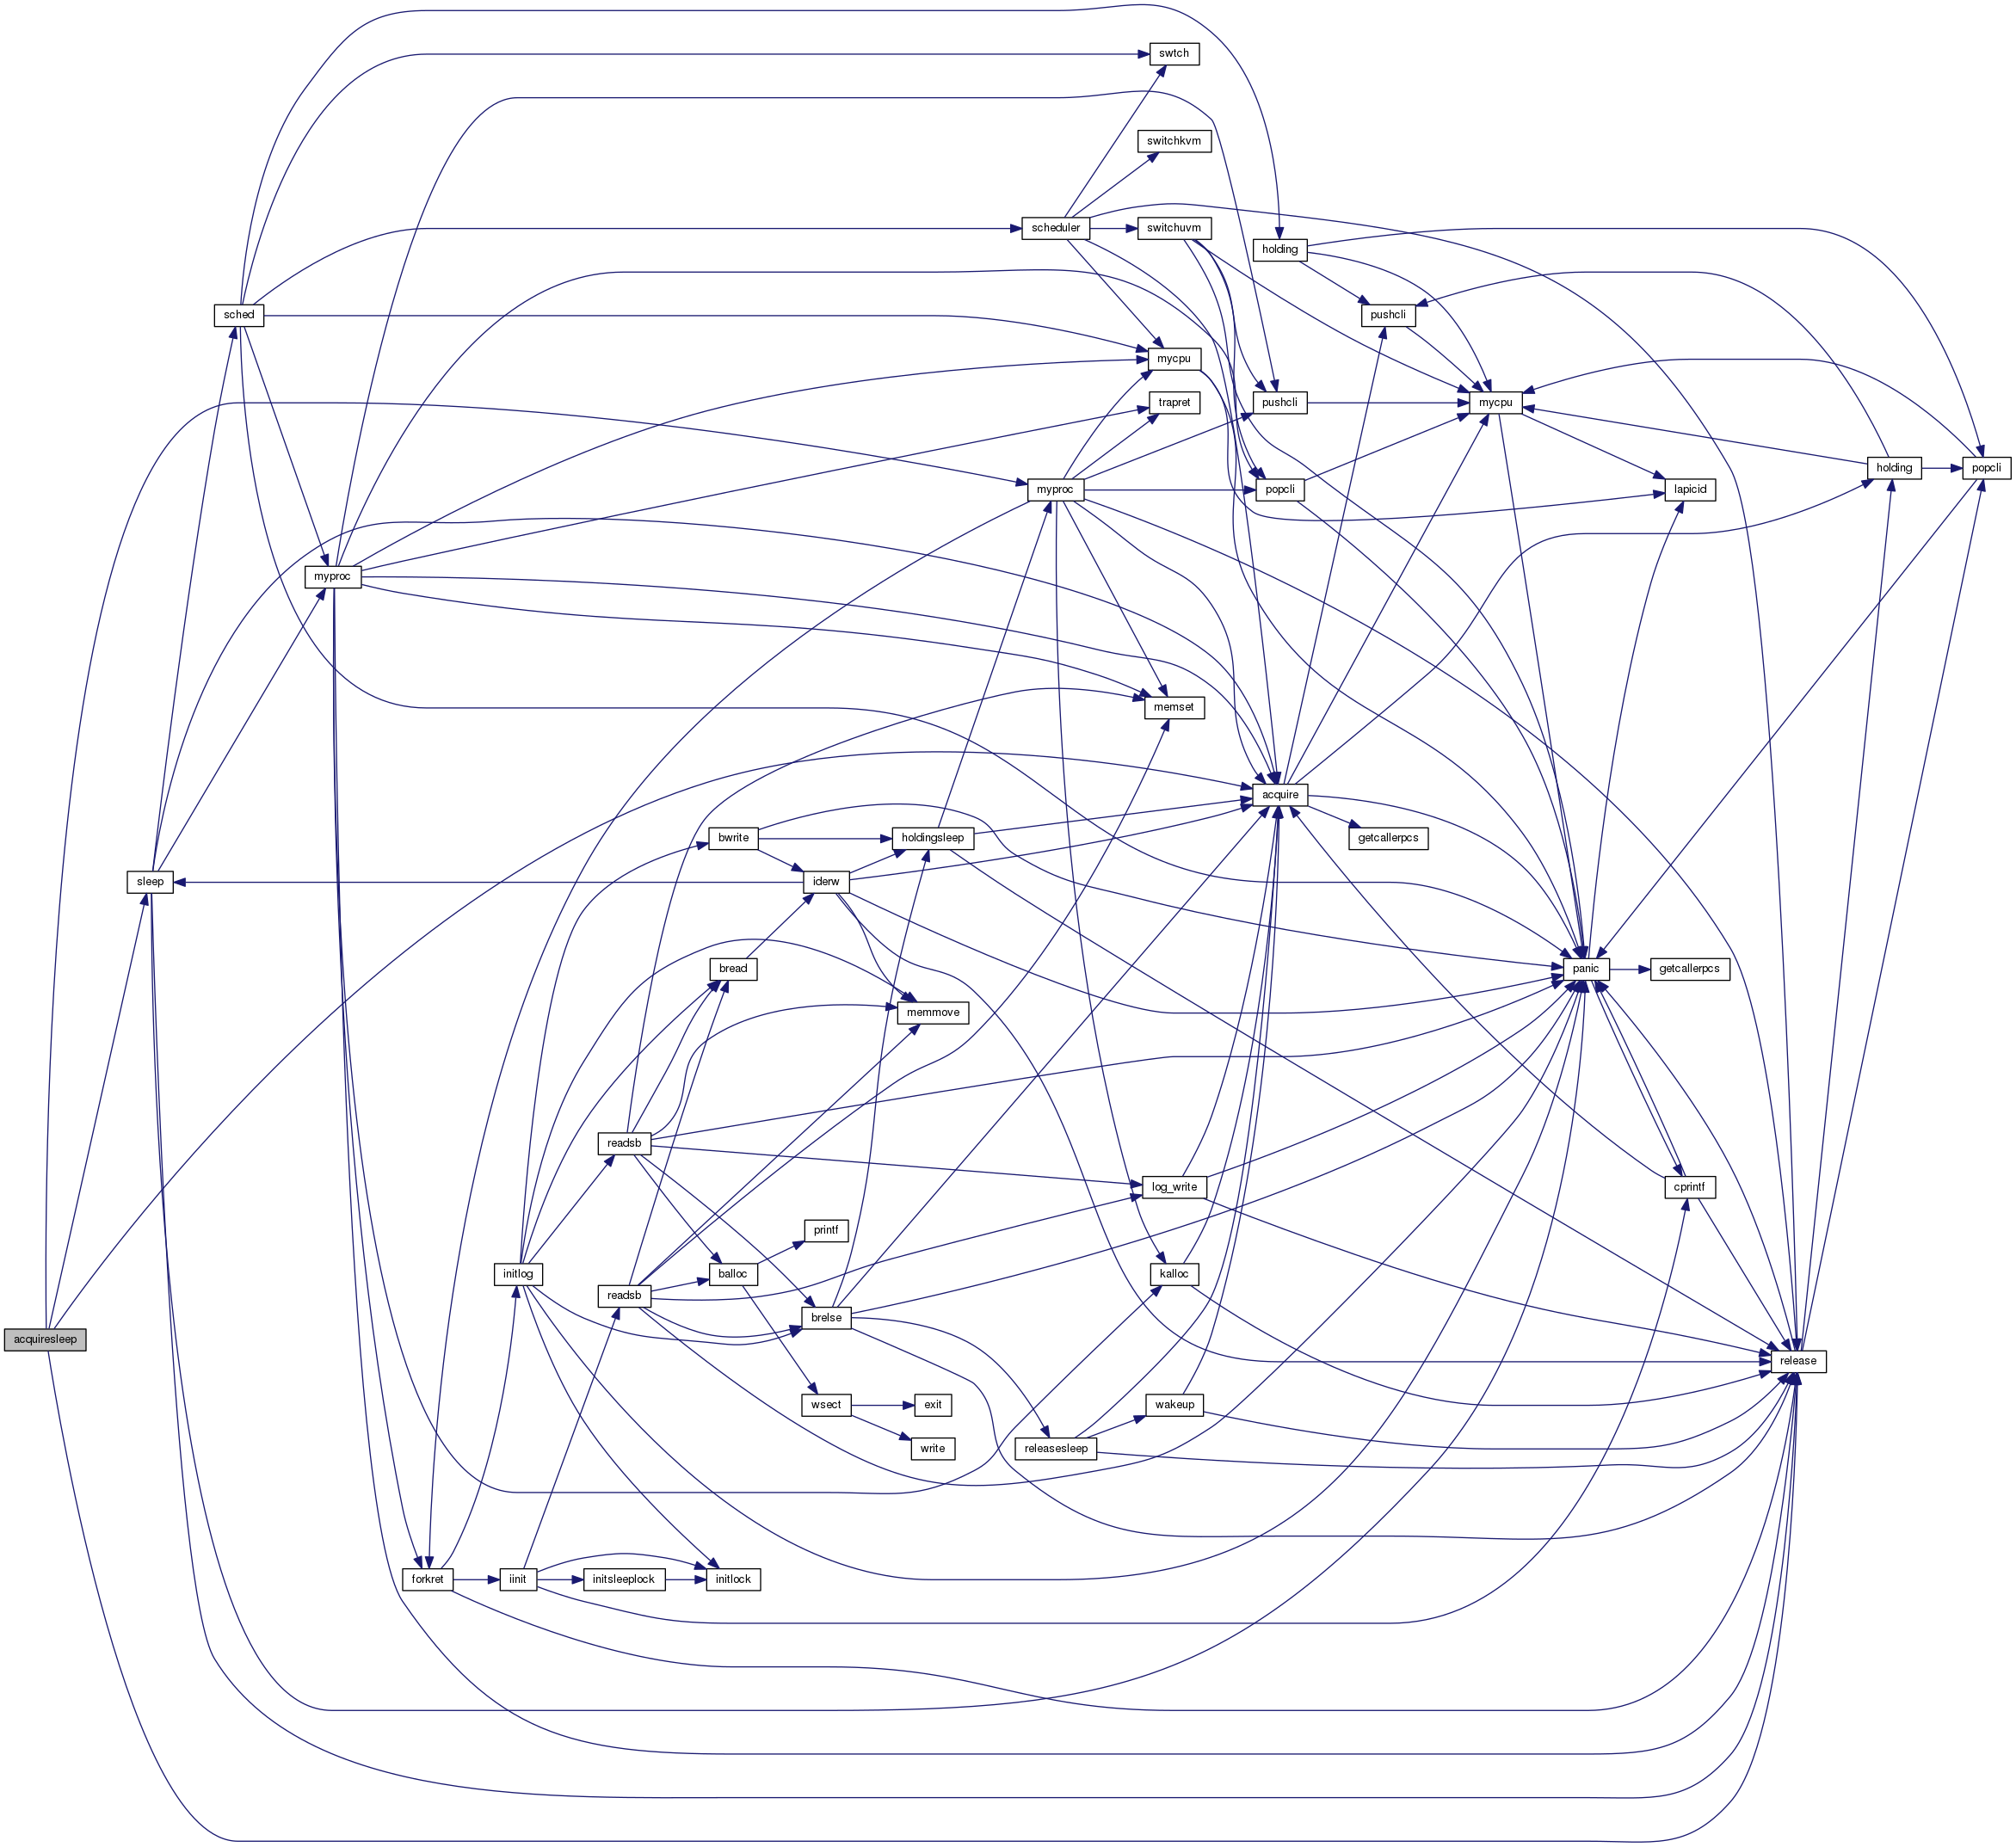 swtch
switchkvm
scheduler
switchuvm
holding
sched
pushcli
mycpu
trapret
pushcli
mycpu
holding
popcli
myproc
popcli
lapicid
myproc
memset
acquire
bwrite
holdingsleep
getcallerpcs
sleep
iderw
bread
panic
getcallerpcs
memmove
readsb
log_write
cprintf
printf
initlog
balloc
kalloc
readsb
brelse
acquiresleep
release
wsect
exit
wakeup
write
releasesleep
forkret
iinit
initsleeplock
initlock